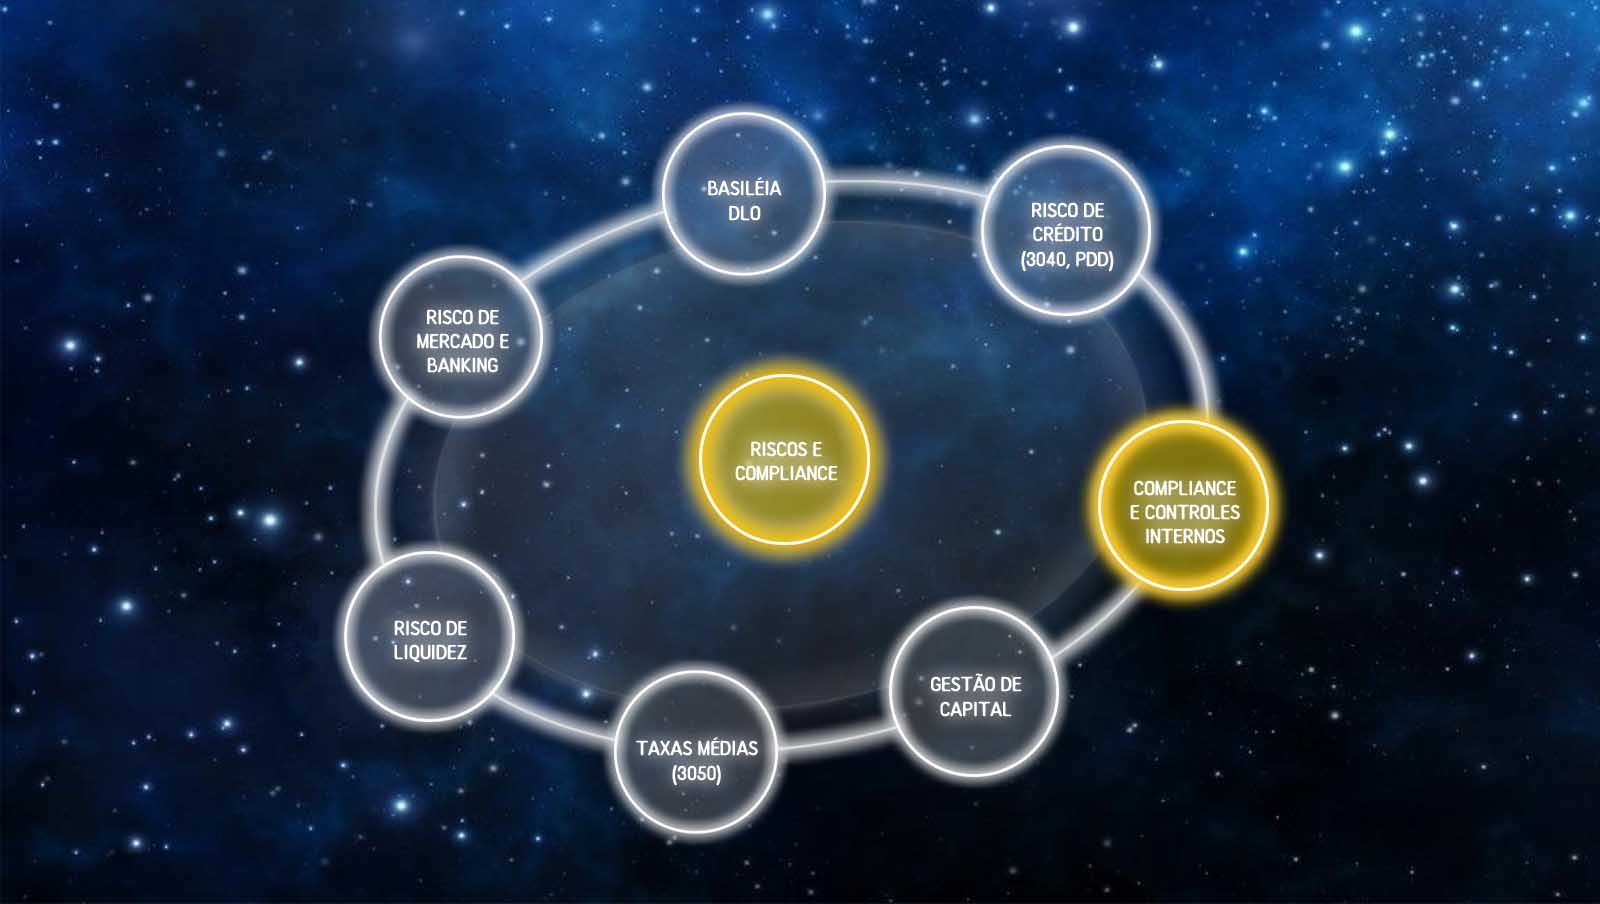 BASILÉIA
DLO
RISCO DE
CRÉDITO
(3040, PDD)
RISCO DE
MERCADO E
BANKING
RISCOS E
COMPLIANCE
COMPLIANCE
E CONTROLES
INTERNOS
RISCO DE
LIQUIDEZ
GESTÃO DE
CAPITAL
TAXAS MÉDIAS
(3050)